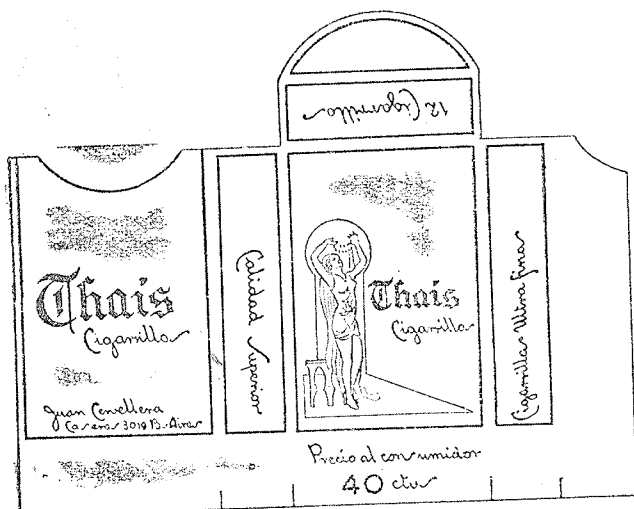 12 Cigarrillos
Thais
Cigarrillos
Juan Cervellera
Caseros 3019 B. Aires
Calidad Superior
Thais
Cigarrillos
Cigarrillos Ultra finos
Precio al consumidor
40 ctvs